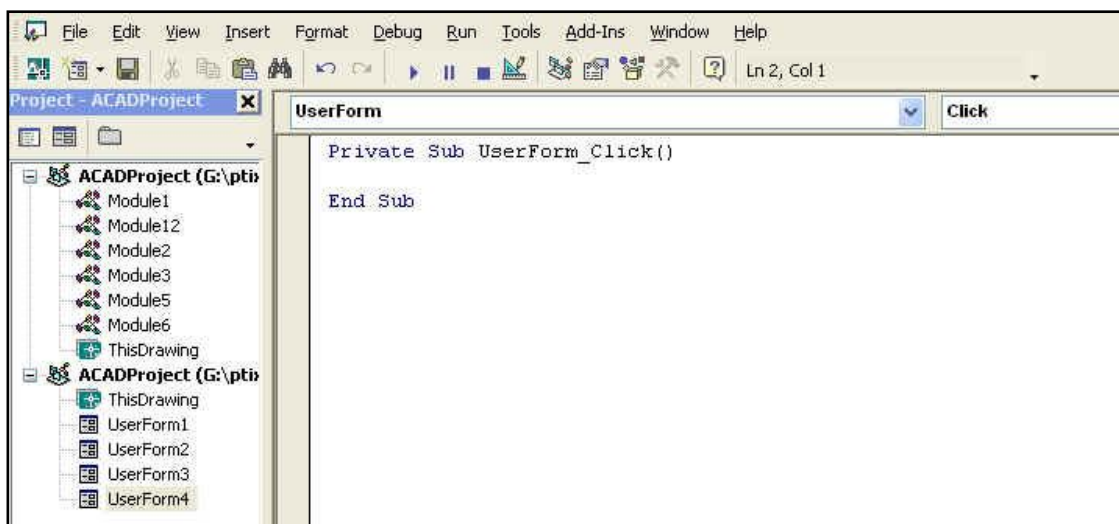 File Edit View Insert Format Debug Run Tools Add-Ins Window Help
Ln 2, Col 1
Project - ACADProject
UserForm Click
Private Sub UserForm_Click()
End Sub
ACADProject (G:\ptix
Module1
Module12
Module2
Module3
Module5
Module6
ThisDrawing
ACADProject (G:\ptix
ThisDrawing
UserForm1
UserForm2
UserForm3
UserForm4